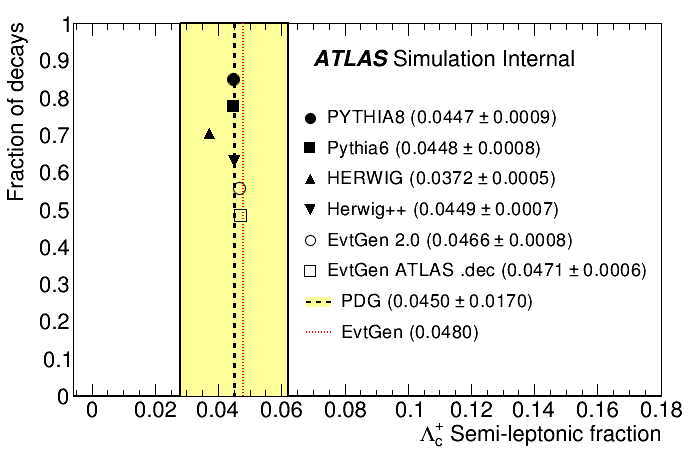 Fraction of decays
1
0.9
0.8
0.7
0.6
0.5
0.4
0.3
0.2
0.1
0
ATLAS Simulation Internal
PYTHIA8 (0.0447 ± 0.0009)
Pythia6 (0.0448 ± 0.0008)
HERWIG (0.0372 ± 0.0005)
Herwig++ (0.0449 ± 0.0007)
EvtGen 2.0 (0.0466 ± 0.0008)
EvtGen ATLAS .dec (0.0471 ± 0.0006)
PDG (0.0450 ± 0.0170)
EvtGen (0.0480)
0 0.02 0.04 0.06 0.08 0.1 0.12 0.14 0.16 0.18
Λc+ Semi-leptonic fraction